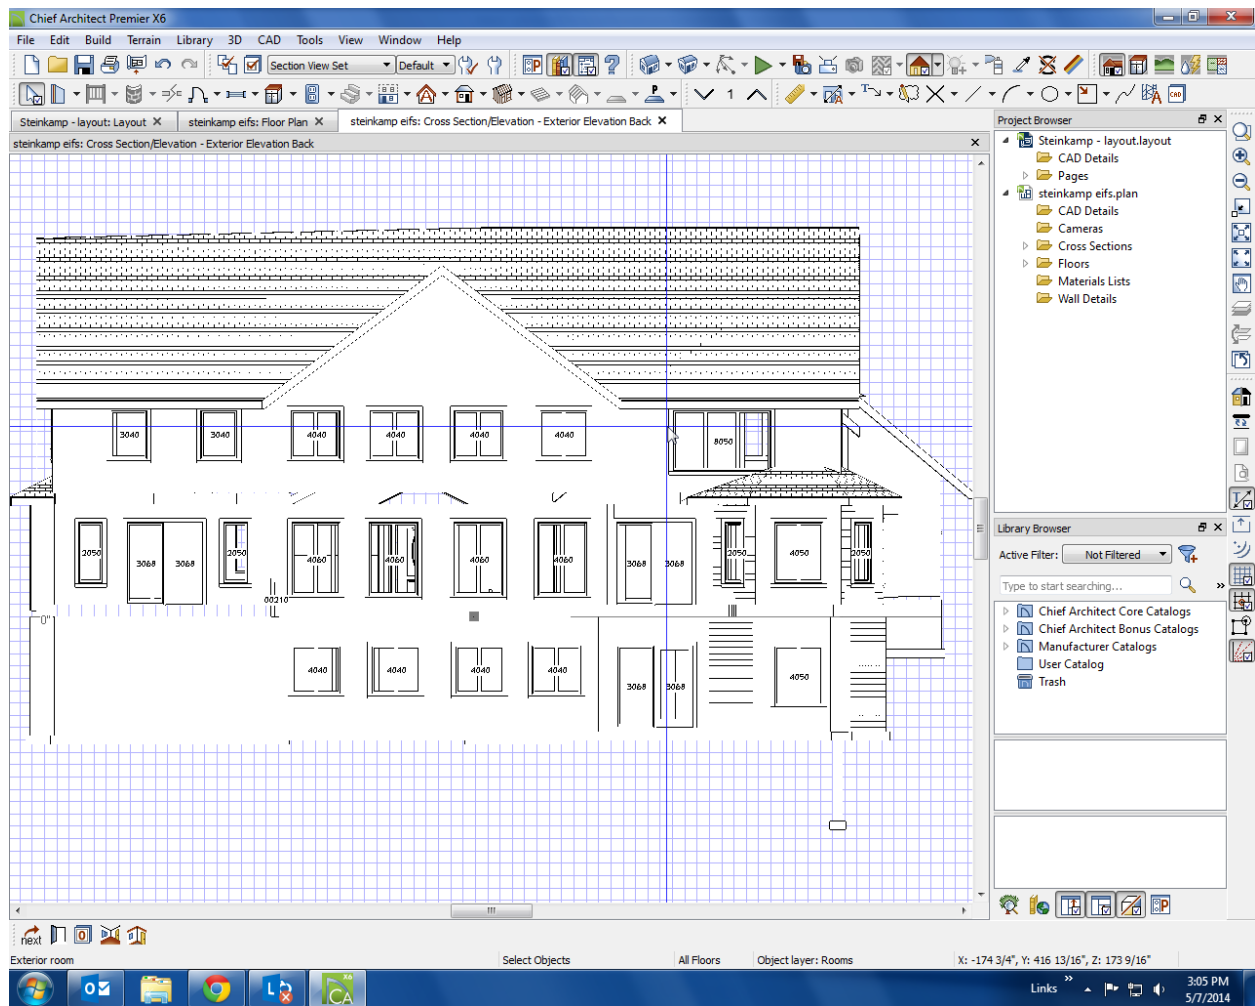 Chief Architect Premier X6
File Edit Build Terrain Library 3D CAD Tools View Window Help
Section View Set Default
1
CAD
Steinkamp - layout: Layout steinkamp eifs: Floor Plan steinkamp eifs: Cross Section/Elevation - Exterior Elevation Back
steinkamp eifs: Cross Section/Elevation - Exterior Elevation Back
Project Browser
Steinkamp - layout.layout
CAD Details
Pages
steinkamp eifs.plan
CAD Details
Cameras
Cross Sections
Floors
Materials Lists
Wall Details
3040 3040 4040 4040 4040 4040 8050
2050 3068 3068 2050 4060 4060 4060 4060 3068 3068 2050 4050 2050
00210
0"
4040 4040 4040 4040 3068 3068 4050
Library Browser
Active Filter: Not Filtered
Type to start searching...
Chief Architect Core Catalogs
Chief Architect Bonus Catalogs
Manufacturer Catalogs
User Catalog
Trash
next
Exterior room Select Objects All Floors Object layer: Rooms X: -174 3/4", Y: 416 13/16", Z: 173 9/16"
Links 3:05 PM
5/7/2014